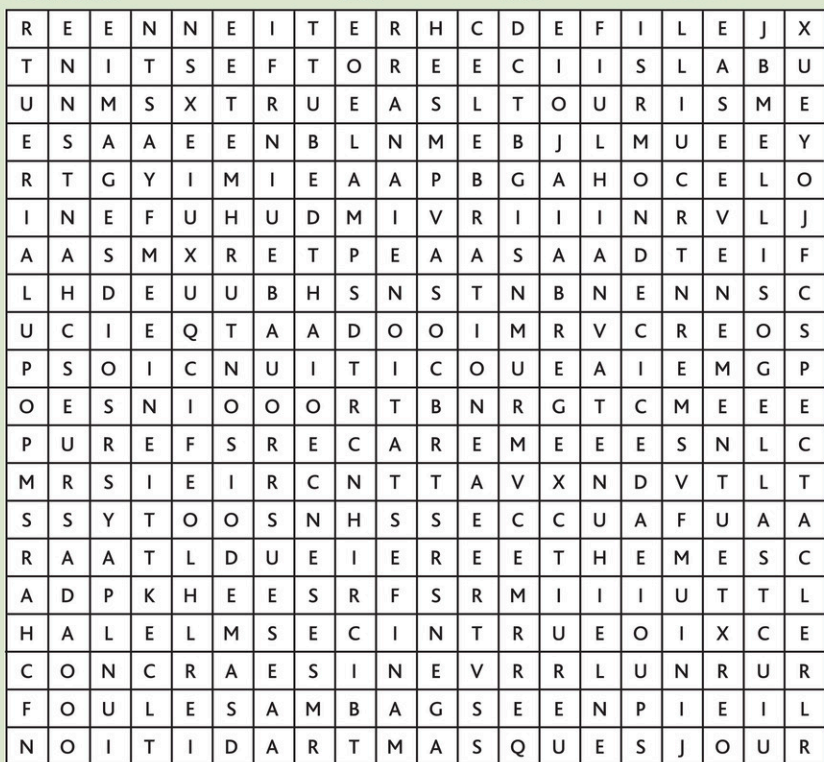 R E E N N E I T E R H C D E F I L E J X
T N I T S E F T O R E E C I I S L A B U
U N M S X T R U E A S L T O U R I S M E
E S A A E E N B L N M E B J L M U E E Y
R T G Y I M I E A A P B G A H O C E L O
I N E F U H U D M I V R I I I N R V L J
A A S M X R E T P E A A S A A D T E I F
L H D E U U B H S N S T N B N E N N S C
U C I E Q T A A D O O I M R V C R E O S
P S O I C N U I T I C O U E A I E M G P
O E S N I O O O R T B N R G T C M E E E
P U R E F S R E C A R E M E E E S N L C
M R S I E I R C N T T A V X N D V T L T
S S Y T O O S N H S S E C C U A F U A A
R A A T L D U E I E R E E T H E M E S C
A D P K H E E S R F S R M I I I U T T L
H A L E L M S E C I N T R U E O I X C E
C O N C R A E S I N E V R R L U N R U R
F O U L E S A M B A G S E E N P I E I L
N O I T I D A R T M A S Q U E S J O U R